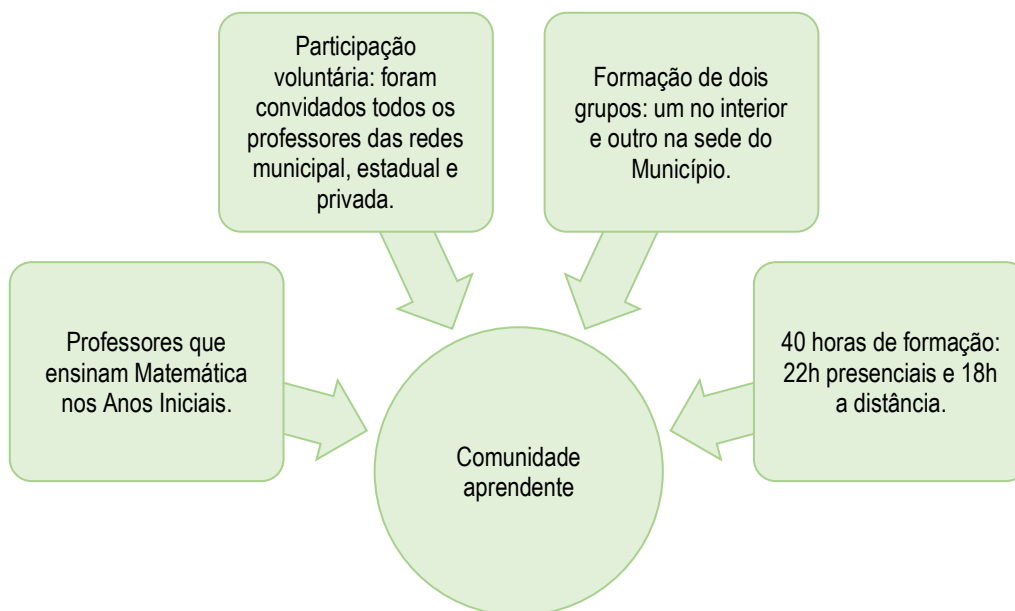 Participação
voluntária: foram
convidados todos os
professores das redes
municipal, estadual e
privada.
Formação de dois
grupos: um no interior
e outro na sede do
Município.
Professores que
ensinam Matemática
nos Anos Iniciais.
40 horas de formação:
22h presenciais e 18h
a distância.
Comunidade
aprendente